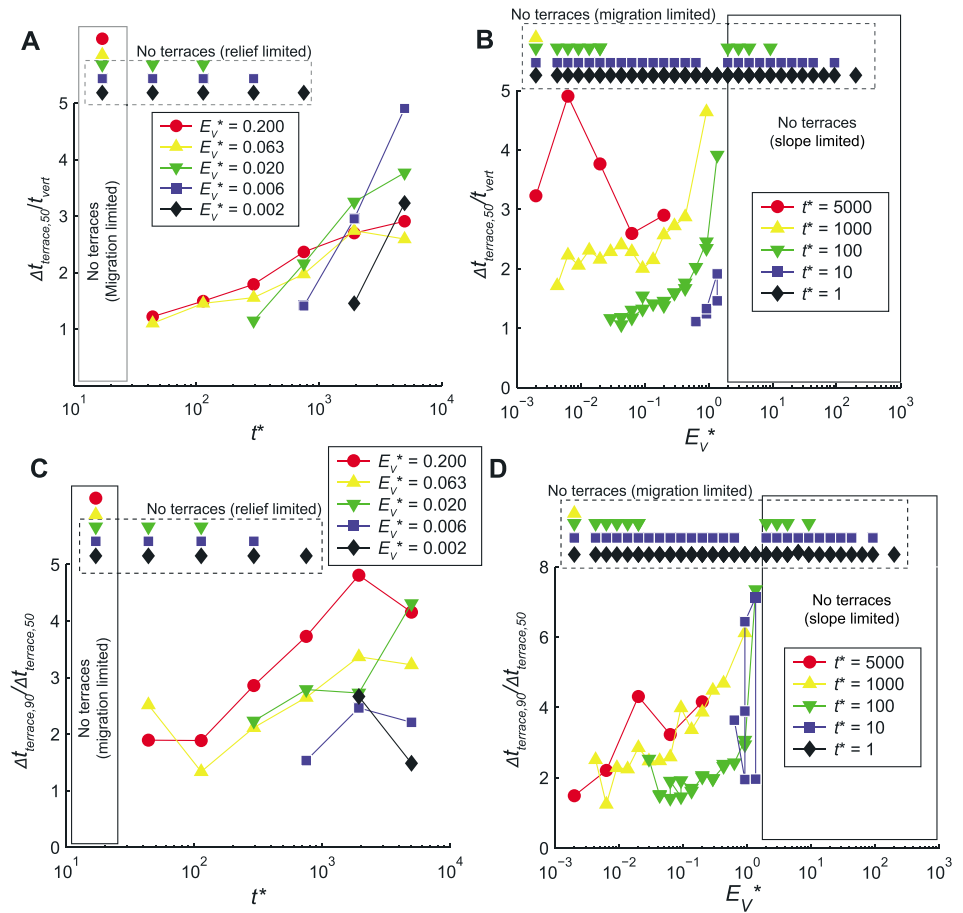 A
No terraces (relief limited)
5
4
3
2
1
0
Δt_terrace,50/t_vert
No terraces
(Migration limited)
E_V* = 0.200
E_V* = 0.063
E_V* = 0.020
E_V* = 0.006
E_V* = 0.002
10^1
10^2
10^3
10^4
t*
B
No terraces (migration limited)
5
4
3
2
1
0
Δt_terrace,50/t_vert
No terraces
(slope limited)
t* = 5000
t* = 1000
t* = 100
t* = 10
t* = 1
10^−3
10^−2
10^−1
10^0
10^1
10^2
10^3
E_V*
C
No terraces (relief limited)
E_V* = 0.200
E_V* = 0.063
E_V* = 0.020
E_V* = 0.006
E_V* = 0.002
5
4
3
2
1
0
Δt_terrace,90/Δt_terrace,50
No terraces
(migration limited)
10^1
10^2
10^3
10^4
t*
D
No terraces (migration limited)
8
6
4
2
0
Δt_terrace,90/Δt_terrace,50
No terraces
(slope limited)
t* = 5000
t* = 1000
t* = 100
t* = 10
t* = 1
10^−3
10^−2
10^−1
10^0
10^1
10^2
10^3
E_V*